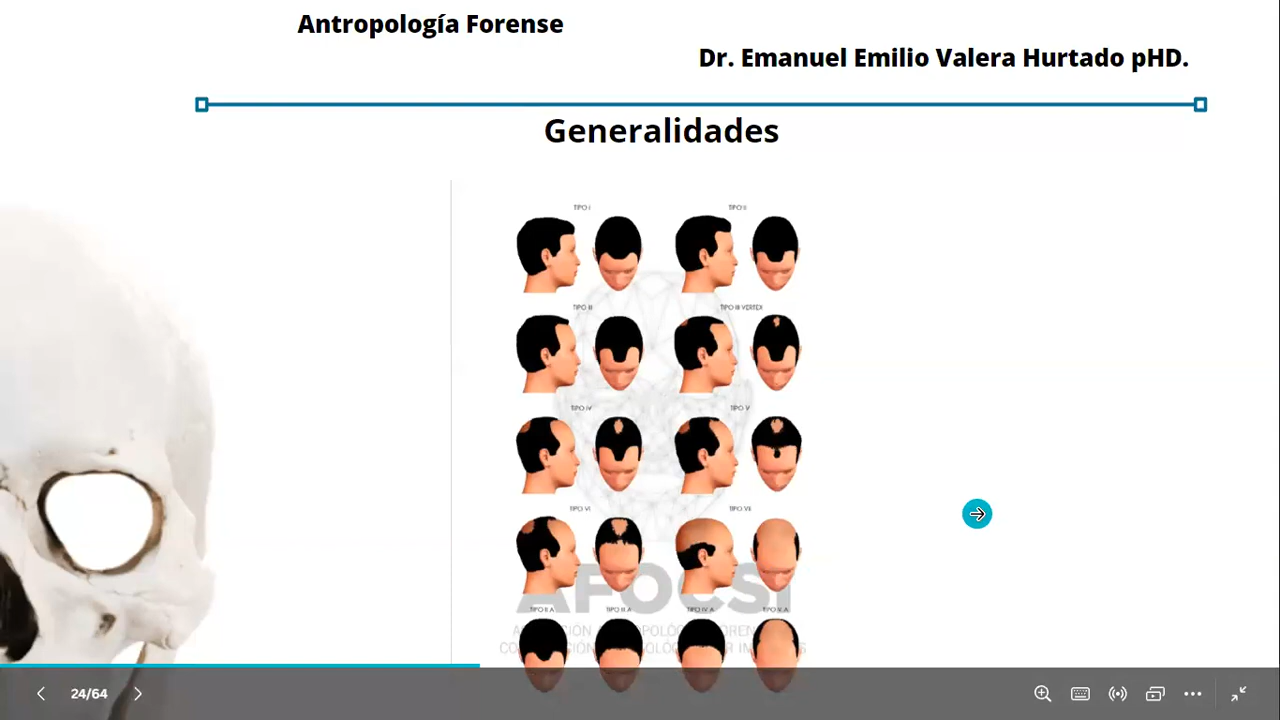 Antropología Forense
Dr. Emanuel Emilio Valera Hurtado pHD.
Generalidades
TIPO I
TIPO II
TIPO III
TIPO III VERTEX
TIPO IV
TIPO V
TIPO VI
TIPO VII
AFOCSI
TIPO II A
TIPO III A
TIPO IV A
TIPO V A
24/64